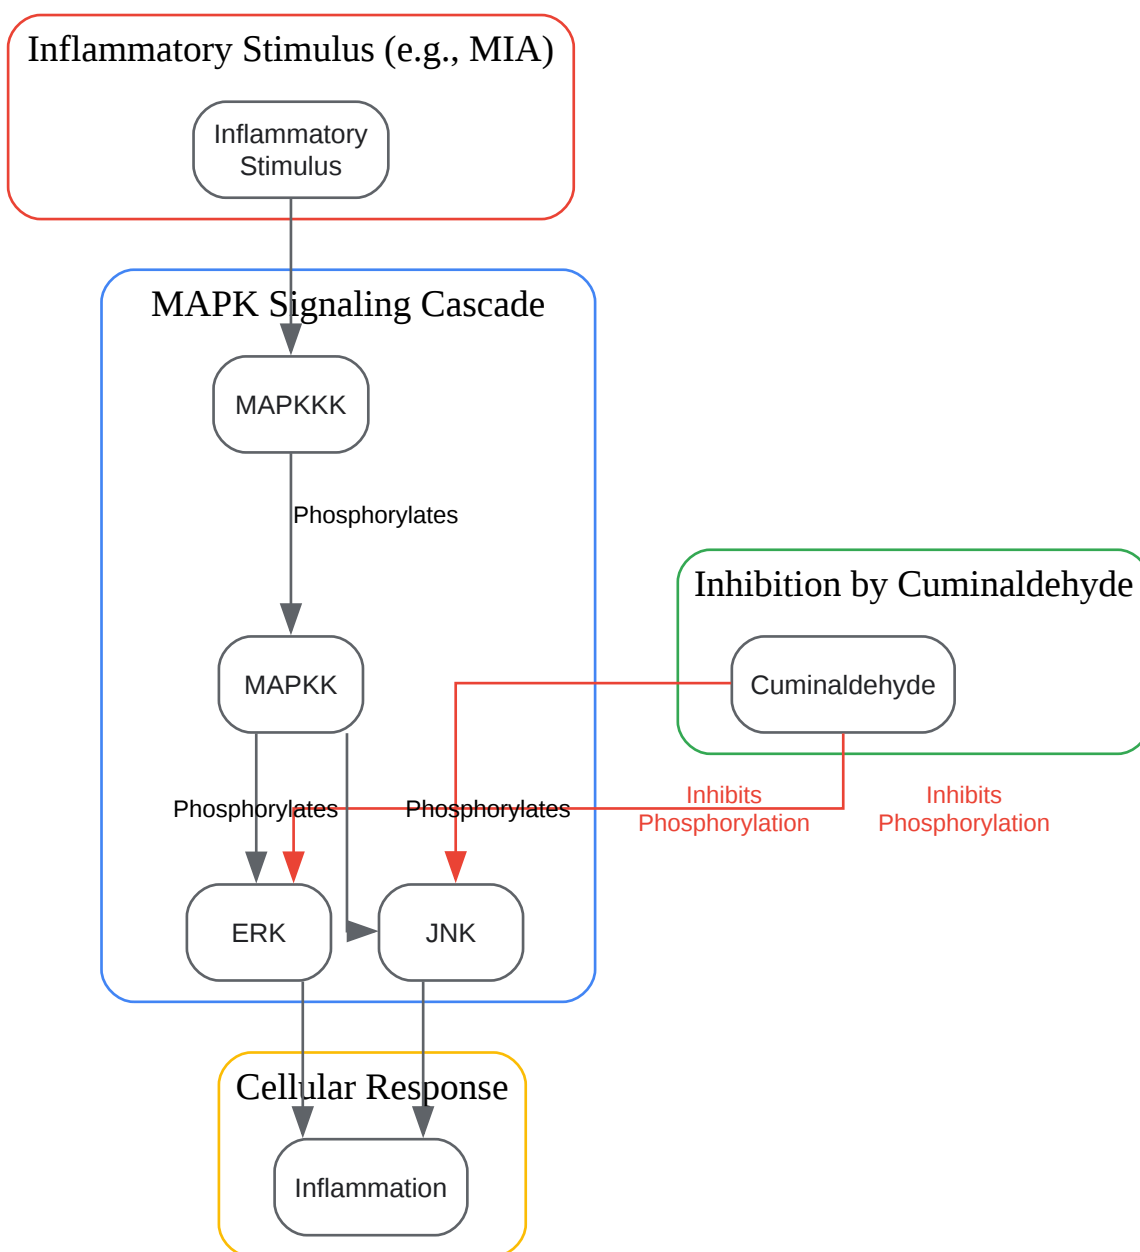 Inflammatory Stimulus (e.g., MIA)
Inflammatory
Stimulus
MAPK Signaling Cascade
MAPKKK
Phosphorylates
Inhibition by Cuminaldehyde
MAPKK
Cuminaldehyde
Phosphorylates
Phosphorylates
Inhibits
Phosphorylation
Inhibits
Phosphorylation
ERK
JNK
Cellular Response
Inflammation